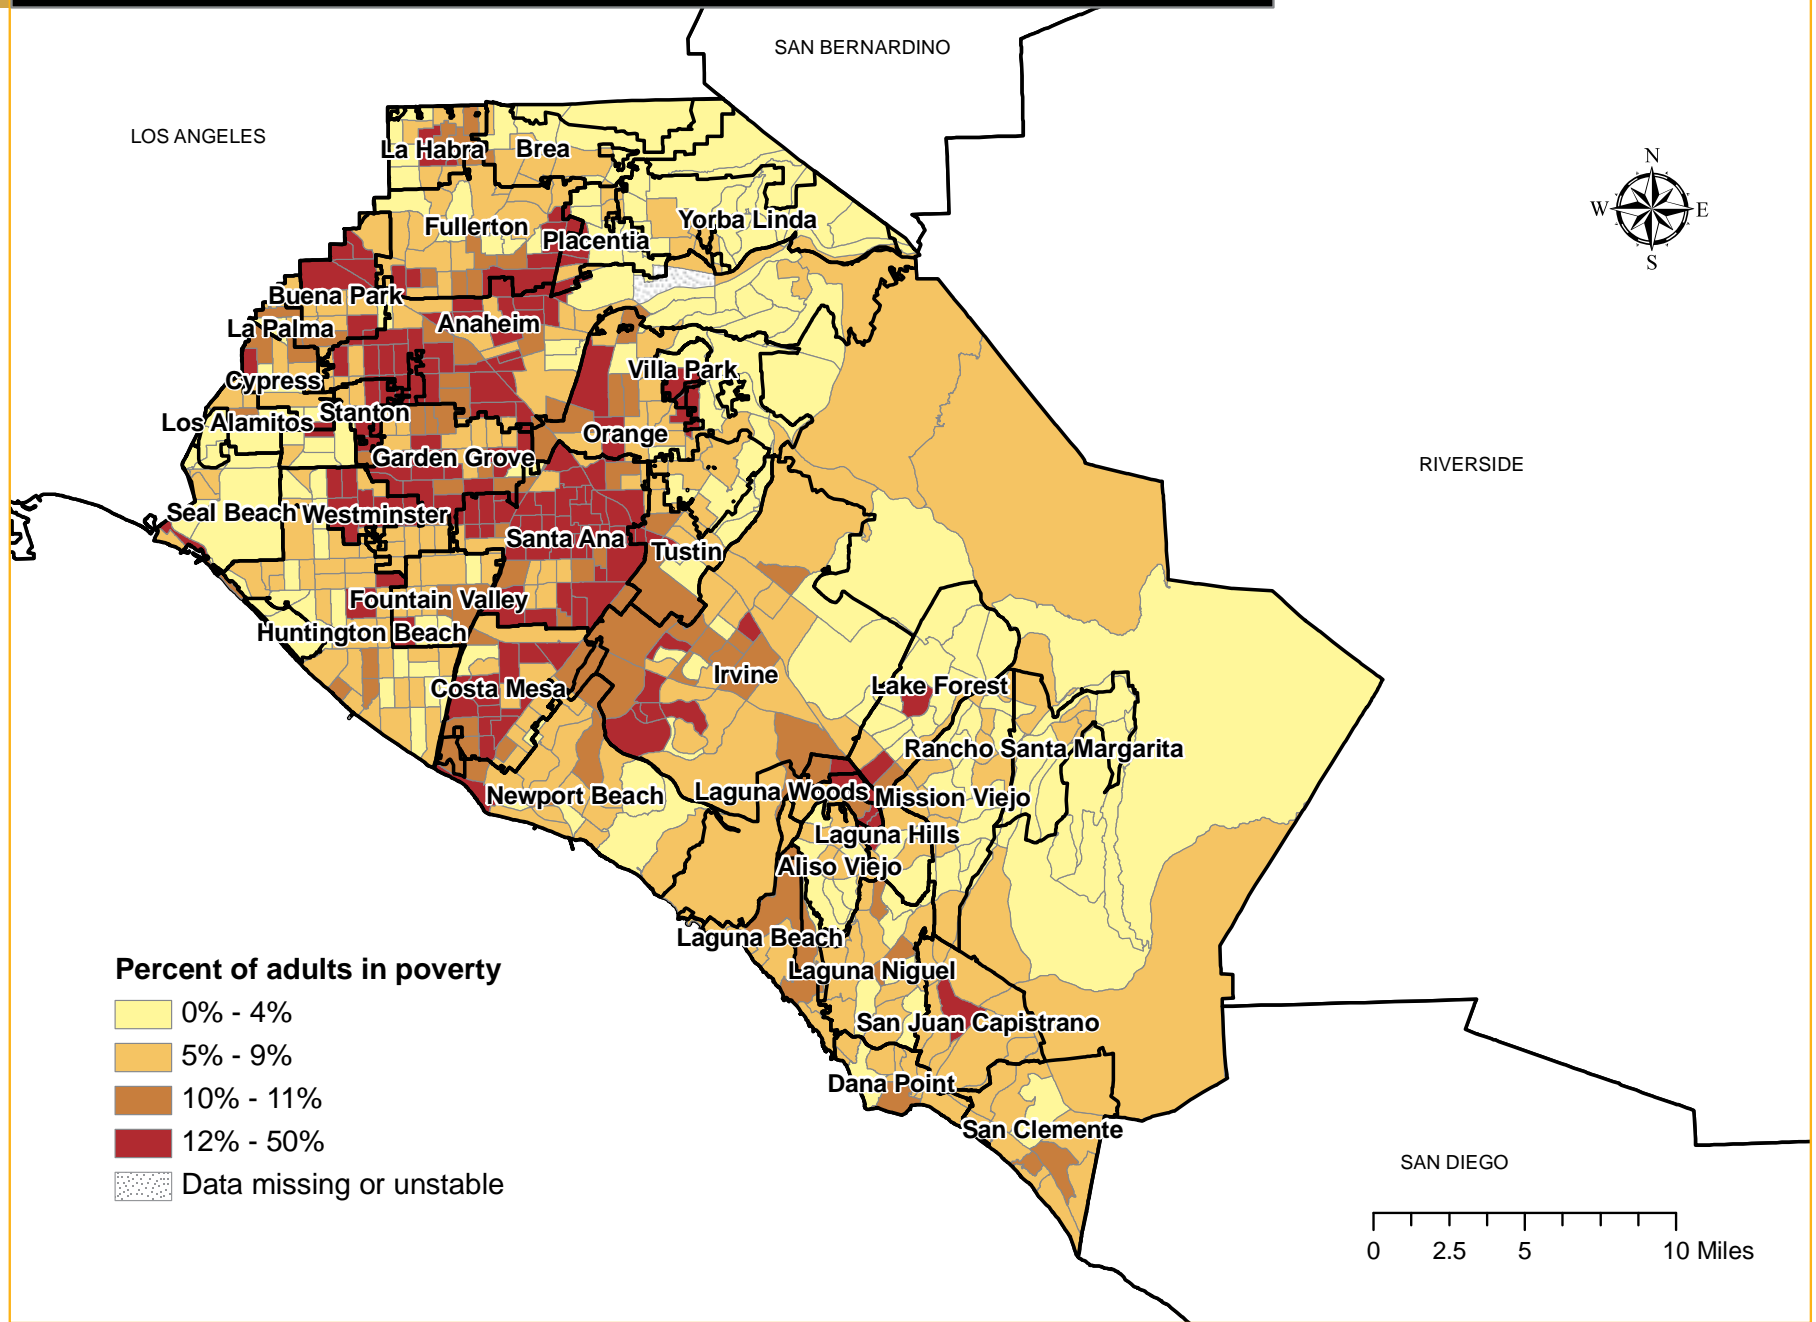 SAN BERNARDINO
LOS ANGELES
La Habra
Brea
N
W
E
S
Yorba Linda
Fullerton
Placentia
Buena Park
La Palma
Anaheim
Villa Park
Cypress
Stanton
Los Alamitos
Orange
Garden Grove
RIVERSIDE
Seal Beach
Westminster
Santa Ana
Tustin
Fountain Valley
Huntington Beach
Irvine
Costa Mesa
Lake Forest
Rancho Santa Margarita
Newport Beach
Laguna Woods
Mission Viejo
Laguna Hills
Aliso Viejo
Laguna Beach
Laguna Niguel
San Juan Capistrano
Dana Point
San Clemente
SAN DIEGO
Percent of adults in poverty
0% - 4%
5% - 9%
10% - 11%
12% - 50%
Data missing or unstable
0 2.5 5 10 Miles